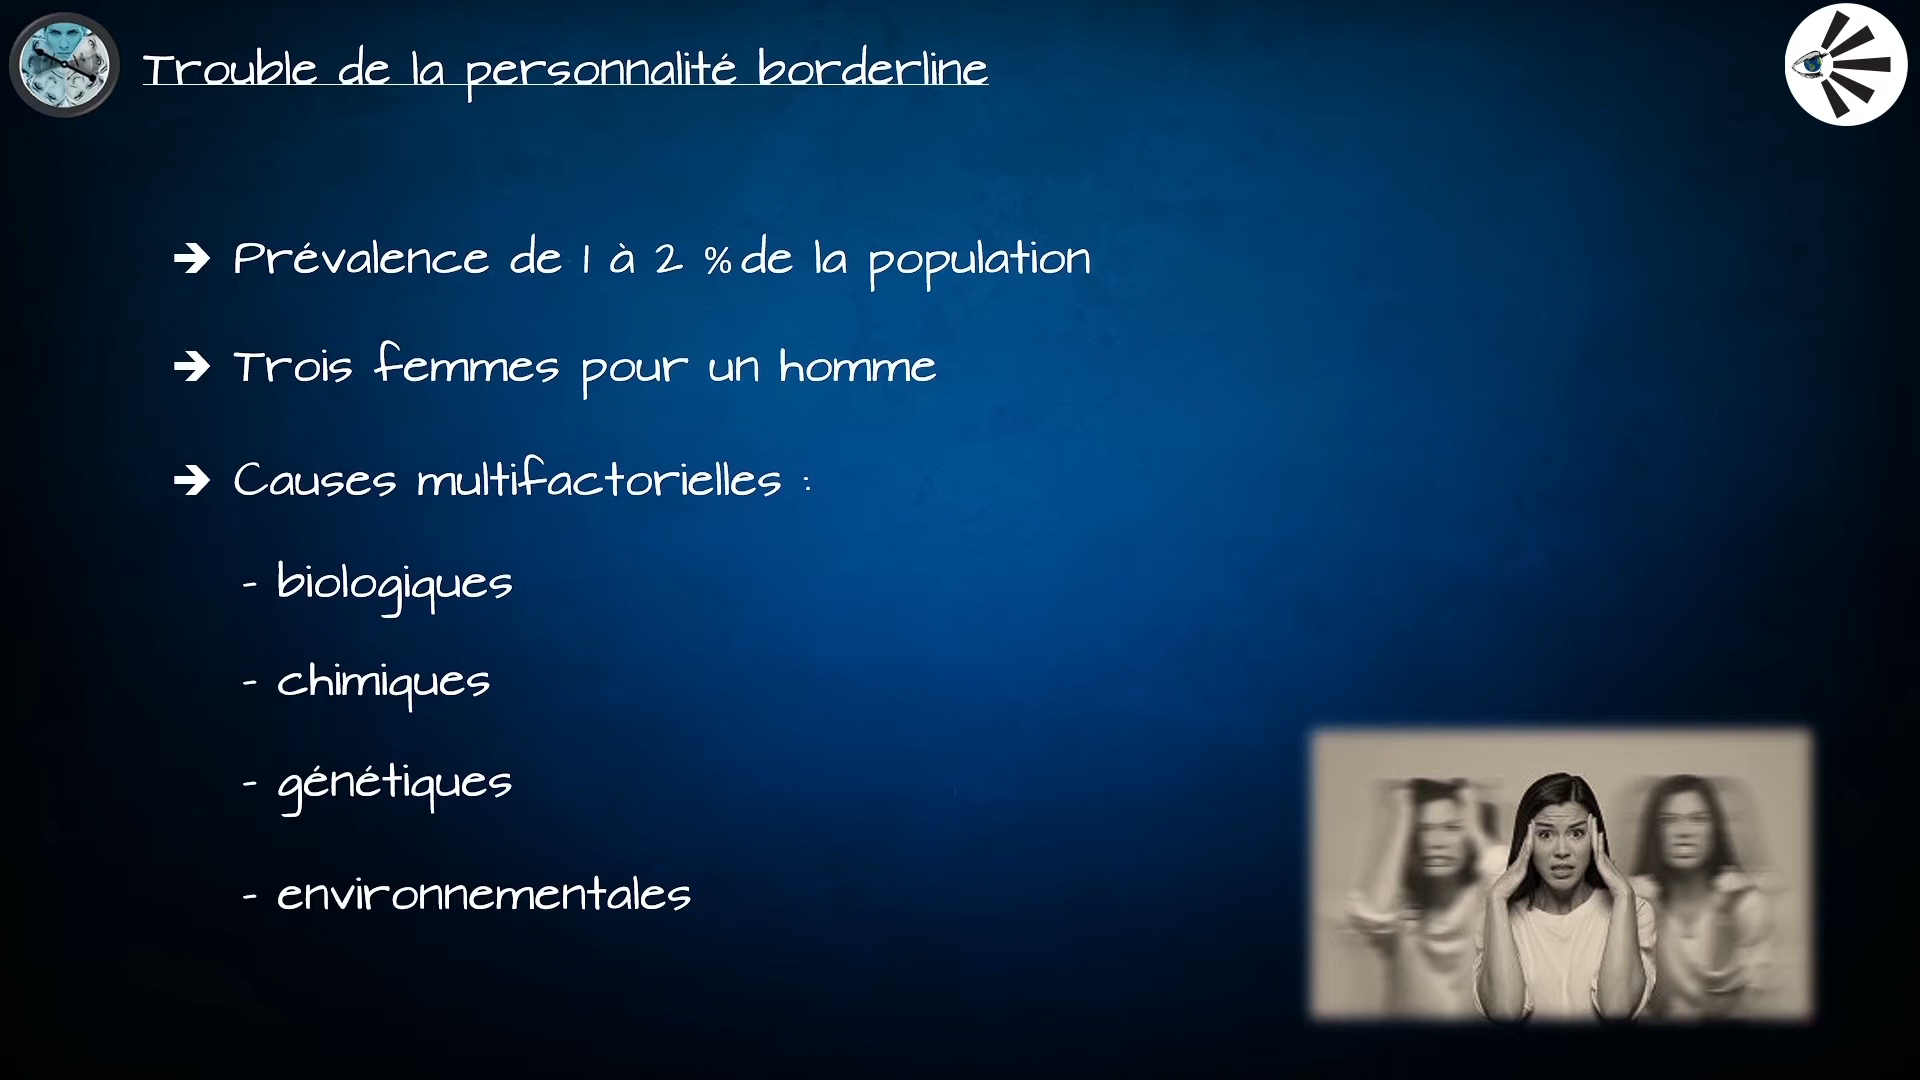 Trouble de la personnalité borderline
➔ Prévalence de 1 à 2 % de la population
➔ Trois femmes pour un homme
➔ Causes multifactorielles :
- biologiques
- chimiques
- génétiques
- environnementales